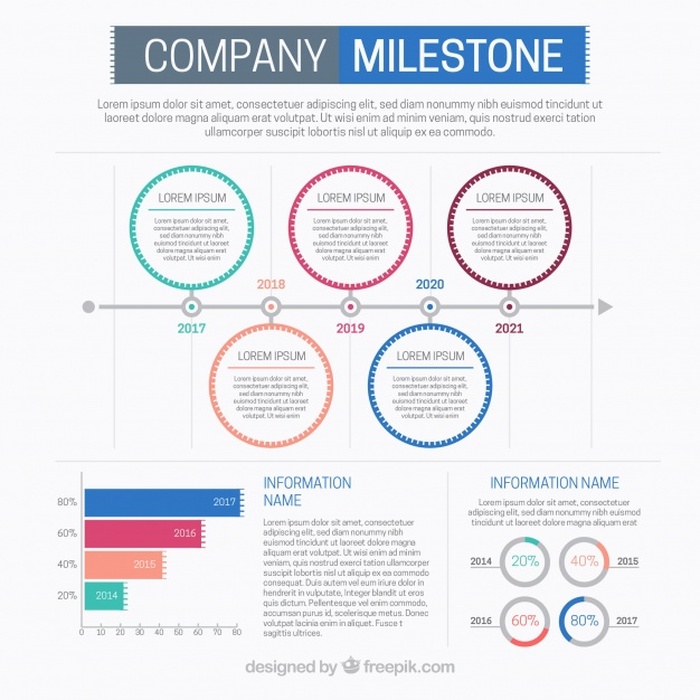 COMPANY MILESTONE
Lorem ipsum dolor sit amet, consectetuer adipiscing elit, sed diam nonummy nibh euismod tincidunt ut
laoreet dolore magna aliquam erat volutpat. Ut wisi enim ad minim veniam, quis nostrud exerci tation
ullamcorper suscipit lobortis nisl ut aliquip ex ea commodo.
LOREM IPSUM
Lorem ipsum dolor sit amet,
consectetuer adipiscing elit,
sed diam nonummy nibh
euismod tincidunt ut laoreet
dolore magna aliquam erat
volutpat. Ut wisi enim
LOREM IPSUM
Lorem ipsum dolor sit amet,
consectetuer adipiscing elit,
sed diam nonummy nibh
euismod tincidunt ut laoreet
dolore magna aliquam erat
volutpat. Ut wisi enim
LOREM IPSUM
Lorem ipsum dolor sit amet,
consectetuer adipiscing elit,
sed diam nonummy nibh
euismod tincidunt ut laoreet
dolore magna aliquam erat
volutpat. Ut wisi enim
2018
2020
2017
2019
2021
LOREM IPSUM
Lorem ipsum dolor sit amet,
consectetuer adipiscing elit,
sed diam nonummy nibh
euismod tincidunt ut laoreet
dolore magna aliquam erat
volutpat. Ut wisi enim
LOREM IPSUM
Lorem ipsum dolor sit amet,
consectetuer adipiscing elit,
sed diam nonummy nibh
euismod tincidunt ut laoreet
dolore magna aliquam erat
volutpat. Ut wisi enim
80% 2017
60% 2016
40% 2015
20% 2014
0 10 20 30 40 50 60 70 80
INFORMATION
NAME
Lorem ipsum dolor sit amet, consectetuer
adipiscing elit, sed diam nonummy nibh
euismod tincidunt ut laoreet dolore magna
aliquam erat volutpat. Ut wisi enim ad
minim veniam, quis nostrud exerci tation
ullamcorper suscipit lobortis nisl ut aliquip
ex ea commodo consequat. Duis autem vel
eum iriure dolor in
quis dictum. Pellentesque vel enim commodo,
accumsan purus id, scelerisque metus. Donec
ut nisi in erat luctus aliquam. Fusce t
sagittis ultrices.
INFORMATION NAME
Lorem ipsum dolor sit amet, consectetuer
adipiscing elit, sed diam nonummy nibh euismod
tincidunt ut laoreet dolore magna aliquam erat
2014 20% 40% 2015
2016 60% 80% 2017
designed by freepik.com